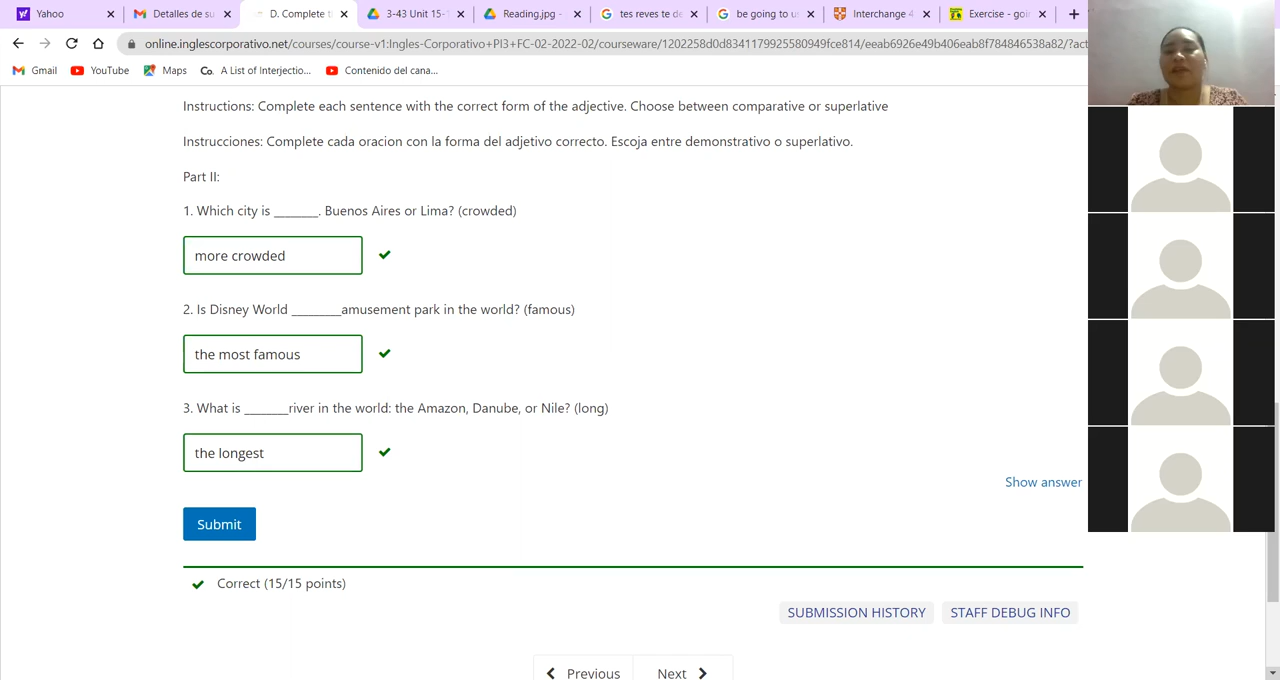 Yahoo
Detalles de su
D. Complete t
3-43 Unit 15-
Reading.jpg -
tes reves te de
be going to u
Interchange 4
Exercise - goi
online.inglescorporativo.net/courses/course-v1:Ingles-Corporativo+PI3+FC-02-2022-02/courseware/1202258d0d8341179925580949fce814/eeab6926e49b406eab8f784846538a82/?act
Gmail
YouTube
Maps
Co. A List of Interjectio...
Contenido del cana...
Instructions: Complete each sentence with the correct form of the adjective. Choose between comparative or superlative
Instrucciones: Complete cada oracion con la forma del adjetivo correcto. Escoja entre demonstrativo o superlativo.
Part II:
1. Which city is _______. Buenos Aires or Lima? (crowded)
more crowded
2. Is Disney World ________amusement park in the world? (famous)
the most famous
3. What is _______river in the world: the Amazon, Danube, or Nile? (long)
the longest
Show answer
Submit
Correct (15/15 points)
SUBMISSION HISTORY
STAFF DEBUG INFO
Previous
Next